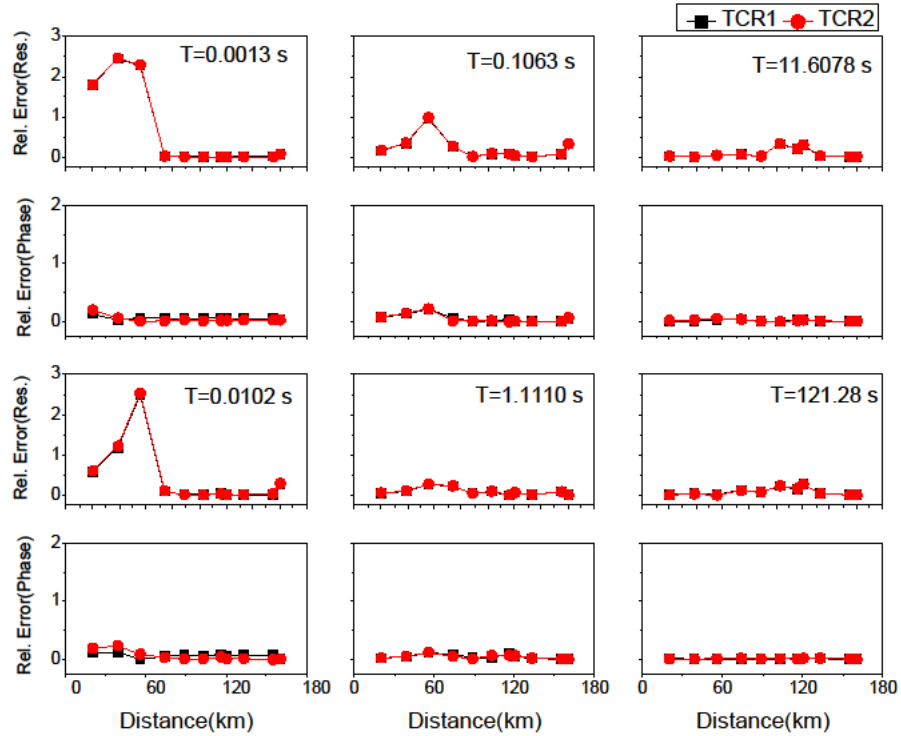 TCR1 TCR2
3
2
1
0
Rel. Error(Res.)
T=0.0013 s
T=0.1063 s
T=11.6078 s
2
1
0
Rel. Error(Phase)
3
2
1
0
Rel. Error(Res.)
T=0.0102 s
T=1.1110 s
T=121.28 s
2
1
0
Rel. Error(Phase)
0 60 120 180 0 60 120 180 0 60 120 180
Distance(km) Distance(km) Distance(km)